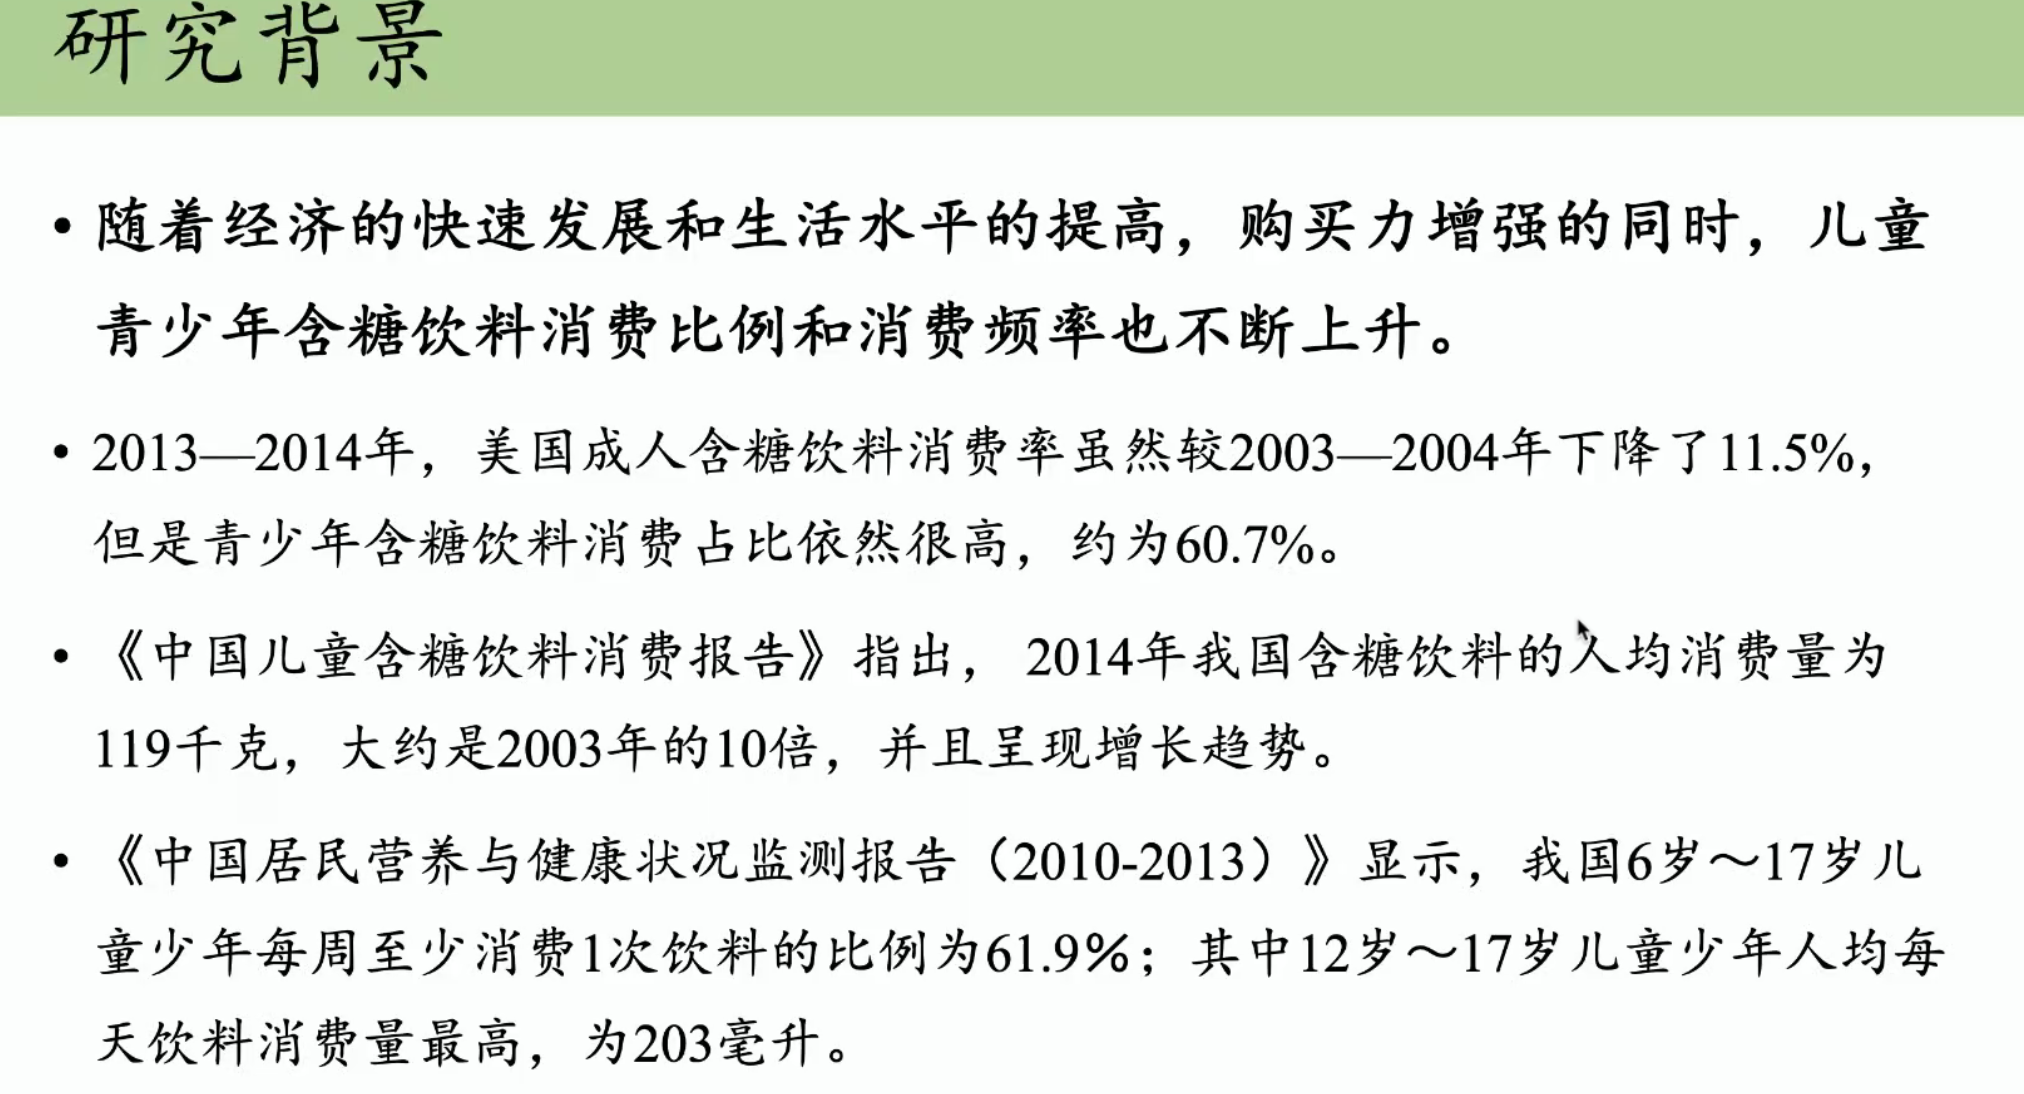 研究背景
• 随着经济的快速发展和生活水平的提高，购买力增强的同时，儿童
青少年含糖饮料消费比例和消费频率也不断上升。
• 2013—2014年，美国成人含糖饮料消费率虽然较2003—2004年下降了11.5%，
但是青少年含糖饮料消费占比依然很高，约为60.7%。
• 《中国儿童含糖饮料消费报告》指出， 2014年我国含糖饮料的人均消费量为
119千克，大约是2003年的10倍，并且呈现增长趋势。
• 《中国居民营养与健康状况监测报告（2010-2013）》显示，我国6岁～17岁儿
童少年每周至少消费1次饮料的比例为61.9%；其中12岁～17岁儿童少年人均每
天饮料消费量最高，为203毫升。